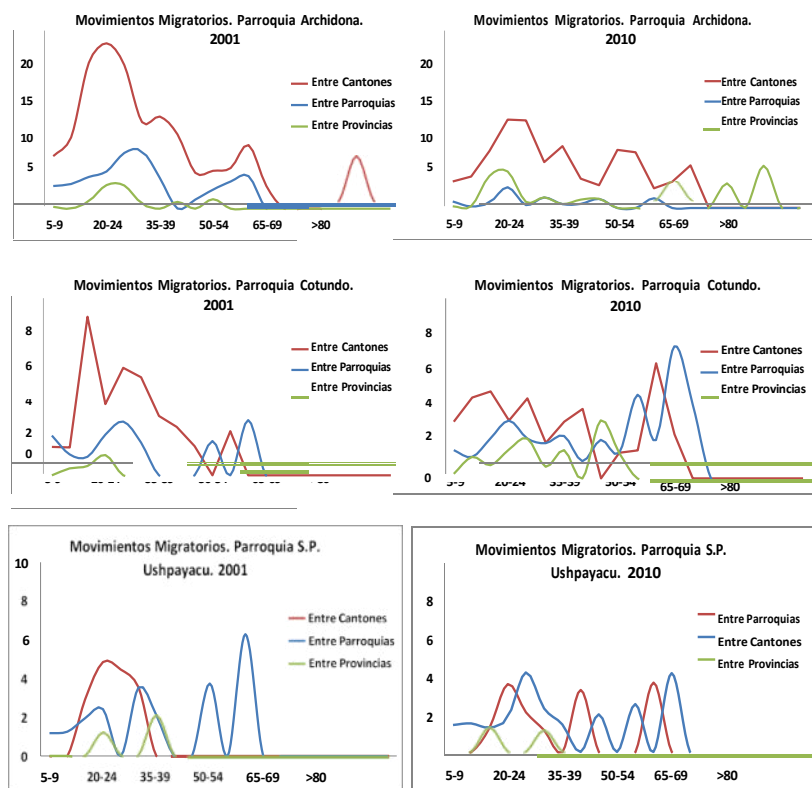 Movimientos Migratorios. Parroquia Archidona.
2001
20
15
10
5
Entre Cantones
Entre Parroquias
Entre Provincias
5-9 20-24 35-39 50-54 65-69 >80
Movimientos Migratorios. Parroquia Archidona.
2010
20
15
10
5
Entre Cantones
Entre Parroquias
Entre Provincias
5-9 20-24 35-39 50-54 65-69 >80
Movimientos Migratorios. Parroquia Cotundo.
2001
8
6
4
2
0
Entre Cantones
Entre Parroquias
Entre Provincias
Movimientos Migratorios. Parroquia Cotundo.
2010
8
6
4
2
0
Entre Cantones
Entre Parroquias
Entre Provincias
5-9 20-24 35-39 50-54 65-69 >80
Movimientos Migratorios. Parroquia S.P.
Ushpayacu. 2001
10
8
6
4
2
0
Entre Cantones
Entre Parroquias
Entre Provincias
5-9 20-24 35-39 50-54 65-69 >80
Movimientos Migratorios. Parroquia S.P.
Ushpayacu. 2010
8
6
4
2
Entre Parroquias
Entre Cantones
Entre Provincias
5-9 20-24 35-39 50-54 65-69 >80